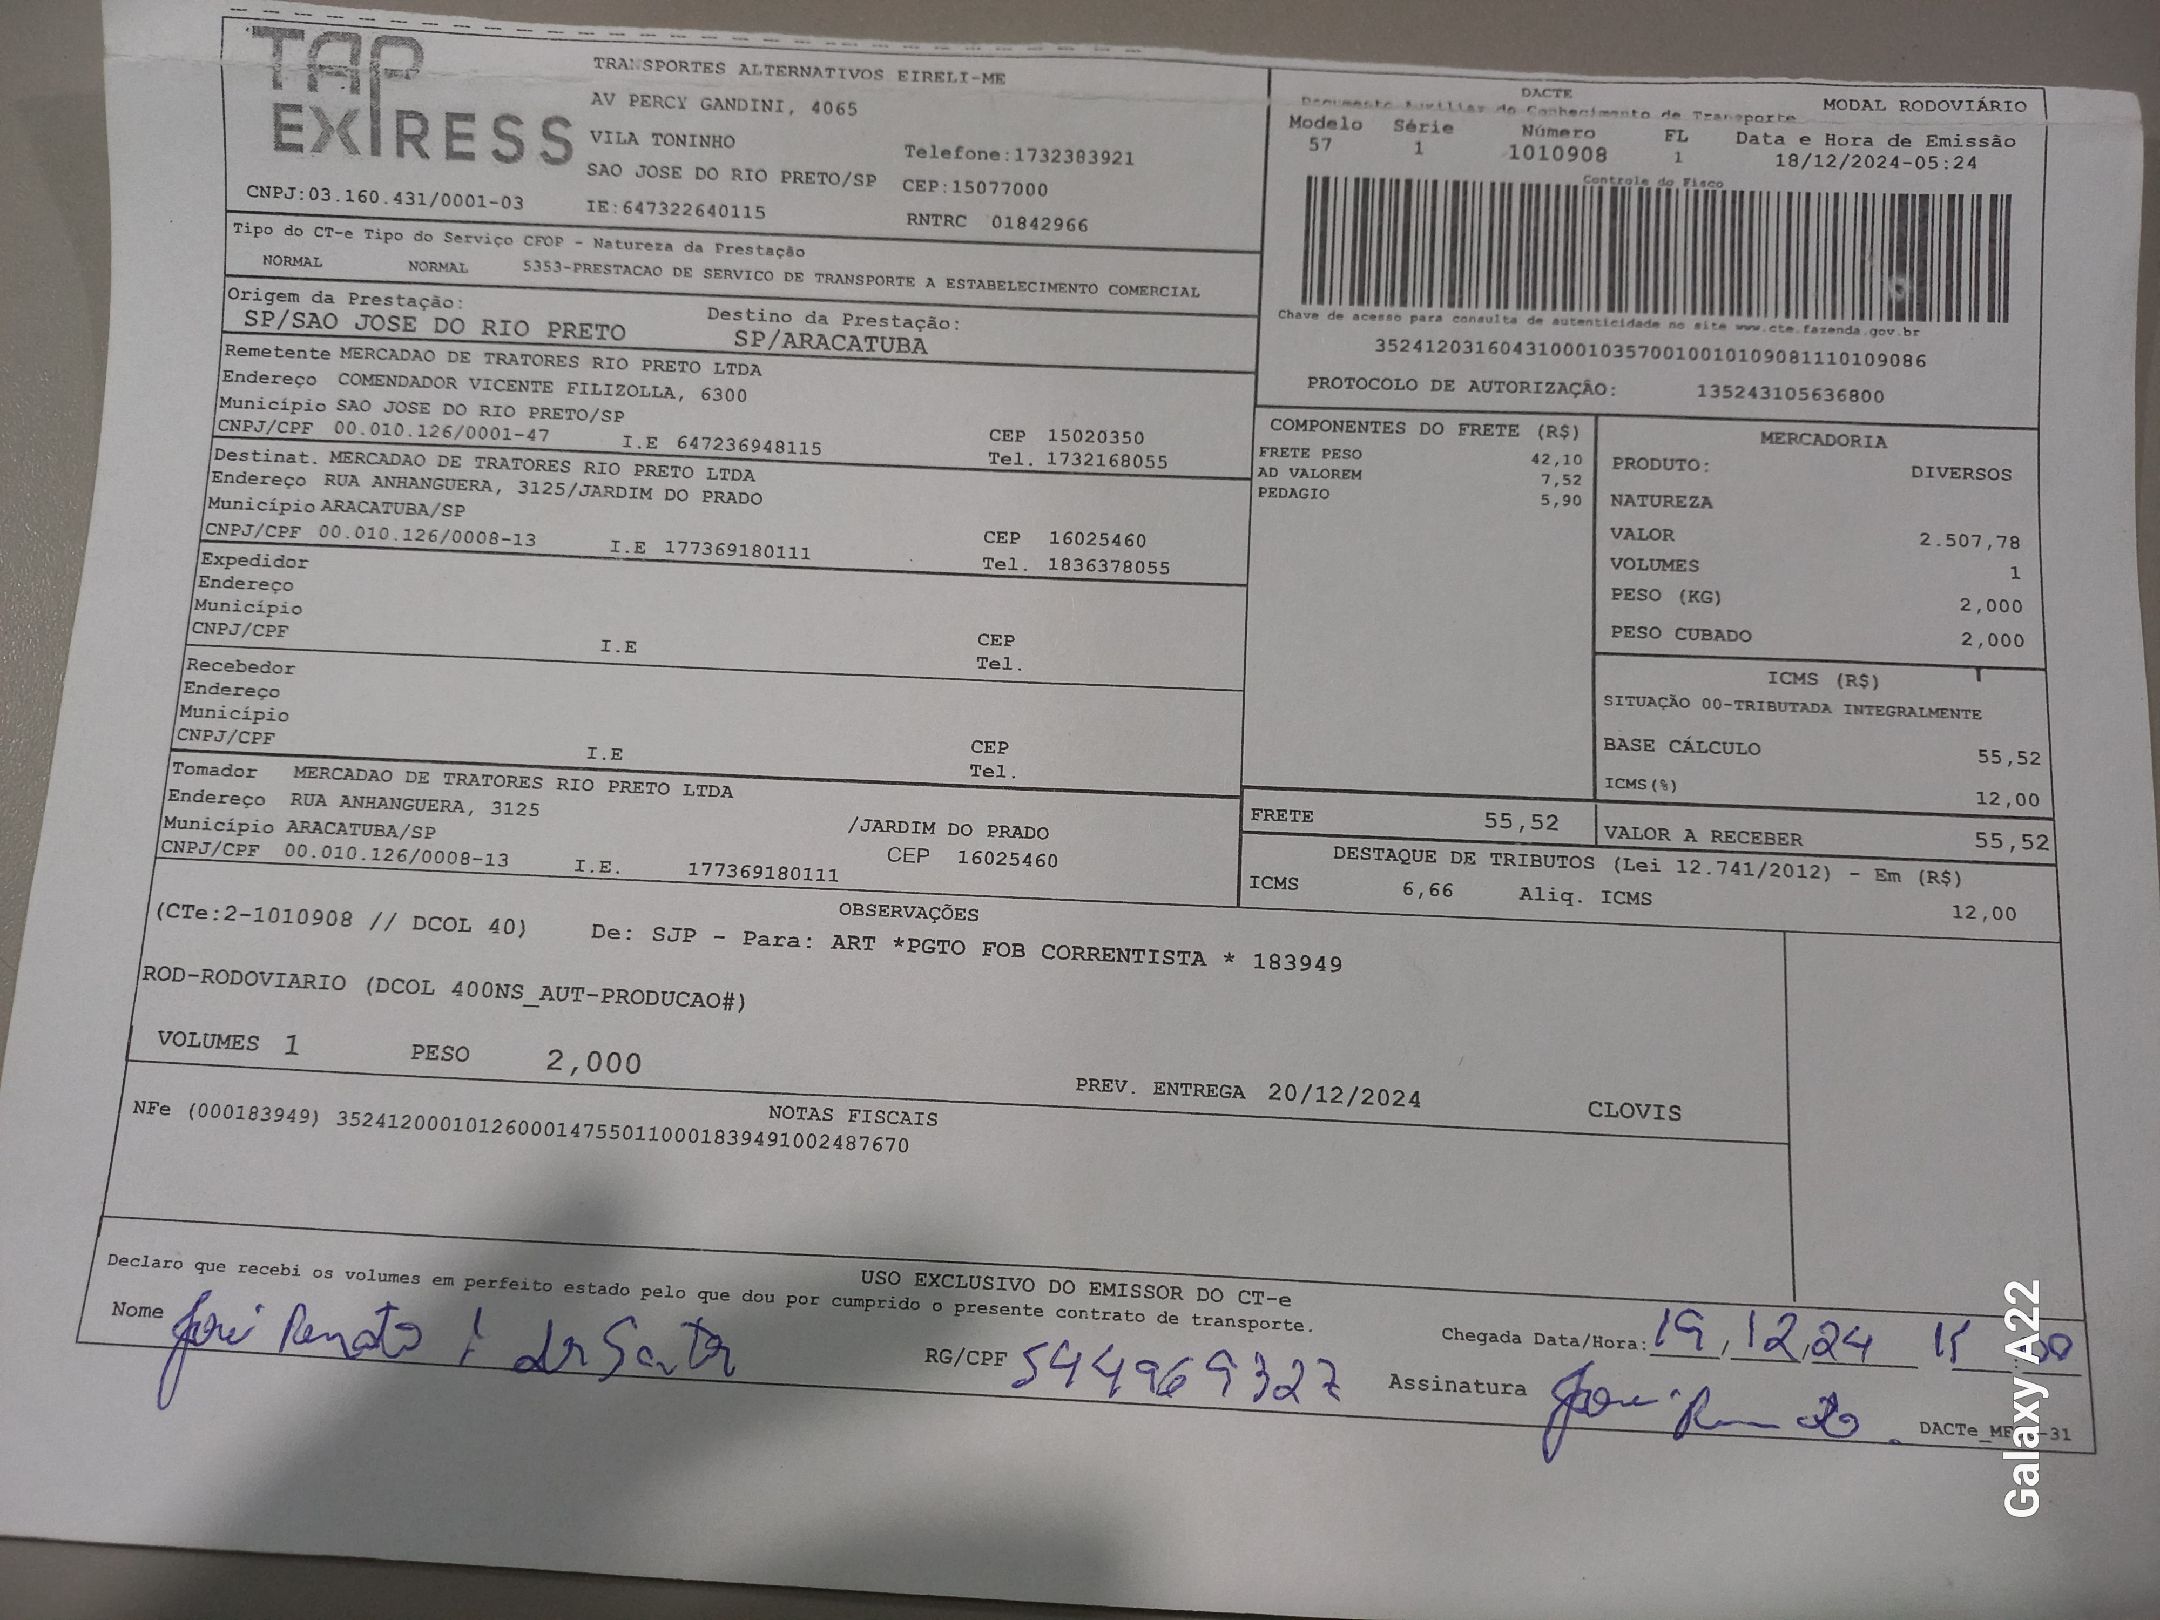 TAP
EXPRESS
CNPJ:03.160.431/0001-03
TRANSPORTES ALTERNATIVOS EIRELI-ME
AV PERCY GANDINI, 4065
VILA TONINHO
Telefone:1732383921
SAO JOSE DO RIO PRETO/SP CEP:15077000
IE:647322640115 RNTRC 01842966
DACTE MODAL RODOVIÁRIO
Documento Auxiliar do Conhecimento de Transporte
Modelo Série Número FL Data e Hora de Emissão
57 1 1010908 1 18/12/2024-05:24
Controle do Fisco
Chave de acesso para consulta de autenticidade no site www.cte.fazenda.gov.br
35241203160431000103570010010109081110109086
PROTOCOLO DE AUTORIZAÇÃO: 135243105636800
Tipo do CT-e Tipo do Serviço CFOP - Natureza da Prestação
NORMAL NORMAL 5353-PRESTACAO DE SERVICO DE TRANSPORTE A ESTABELECIMENTO COMERCIAL
Origem da Prestação: Destino da Prestação:
SP/SAO JOSE DO RIO PRETO SP/ARACATUBA
Remetente MERCADAO DE TRATORES RIO PRETO LTDA
Endereço COMENDADOR VICENTE FILIZOLLA, 6300
Município SAO JOSE DO RIO PRETO/SP CEP 15020350
CNPJ/CPF 00.010.126/0001-47 I.E 647236948115 Tel. 1732168055
Destinat. MERCADAO DE TRATORES RIO PRETO LTDA
Endereço RUA ANHANGUERA, 3125/JARDIM DO PRADO
Município ARACATUBA/SP CEP 16025460
CNPJ/CPF 00.010.126/0008-13 I.E 177369180111 Tel. 1836378055
Expedidor
Endereço
Município CEP
CNPJ/CPF I.E Tel.
Recebedor
Endereço
Município CEP
CNPJ/CPF I.E Tel.
Tomador MERCADAO DE TRATORES RIO PRETO LTDA
Endereço RUA ANHANGUERA, 3125 /JARDIM DO PRADO
Município ARACATUBA/SP CEP 16025460
CNPJ/CPF 00.010.126/0008-13 I.E. 177369180111
COMPONENTES DO FRETE (R$)
FRETE PESO 42,10
AD VALOREM 7,52
PEDAGIO 5,90
MERCADORIA
PRODUTO: DIVERSOS
NATUREZA
VALOR 2.507,78
VOLUMES 1
PESO (KG) 2,000
PESO CUBADO 2,000
ICMS (R$)
SITUAÇÃO 00-TRIBUTADA INTEGRALMENTE
BASE CÁLCULO 55,52
ICMS(%) 12,00
FRETE 55,52 VALOR A RECEBER 55,52
DESTAQUE DE TRIBUTOS (Lei 12.741/2012) - Em (R$)
ICMS 6,66 Aliq. ICMS 12,00
OBSERVAÇÕES
(CTe:2-1010908 // DCOL 40) De: SJP - Para: ART *PGTO FOB CORRENTISTA * 183949
ROD-RODOVIARIO (DCOL 400NS_AUT-PRODUCAO#)
VOLUMES 1 PESO 2,000 PREV. ENTREGA 20/12/2024 CLOVIS
NOTAS FISCAIS
NFe (000183949) 35241200010126000147550110001839491002487670
USO EXCLUSIVO DO EMISSOR DO CT-e
Declaro que recebi os volumes em perfeito estado pelo que dou por cumprido o presente contrato de transporte.
Nome José Renato RG/CPF 544969327 Chegada Data/Hora: 19,12,24
Assinatura José Renato
Galaxy A22